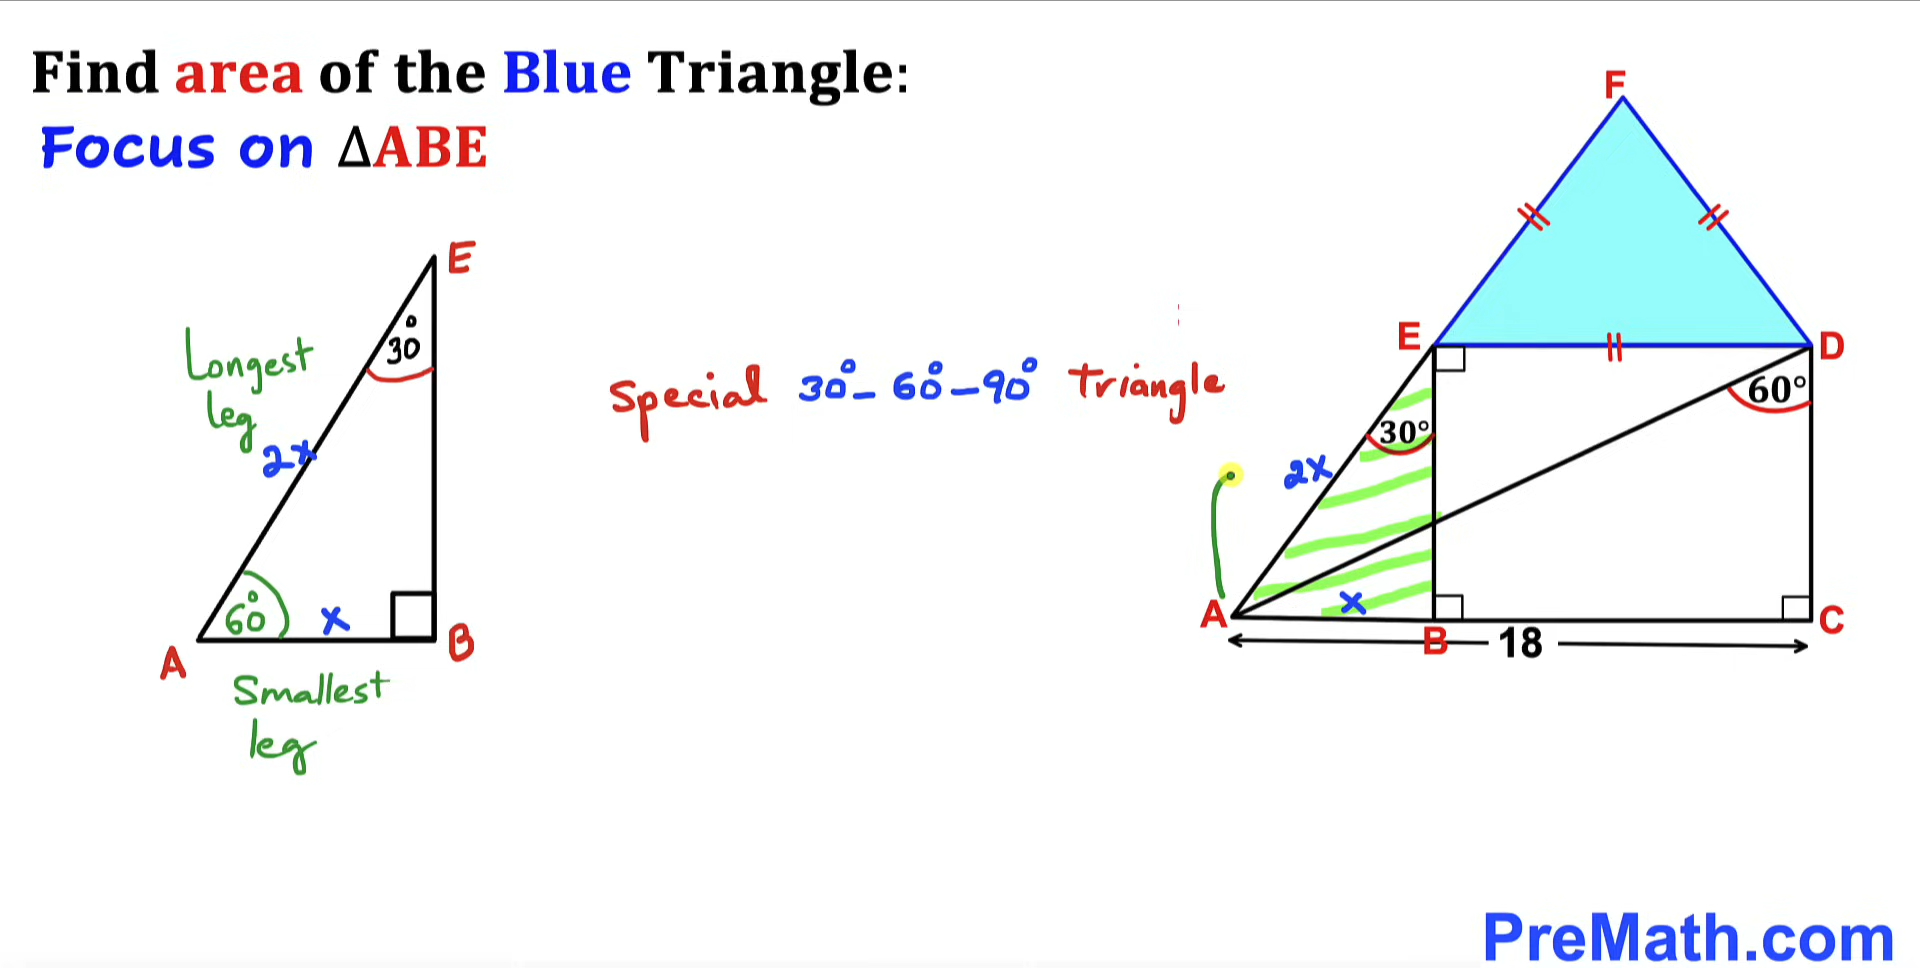 Find area of the Blue Triangle:
Focus on ΔABE
E
30°
Longest
leg
2x
60°
x
A
B
Smallest
leg
Special 30°-60°-90° Triangle
F
E
D
60°
30°
2x
x
A
B
C
18
PreMath.com